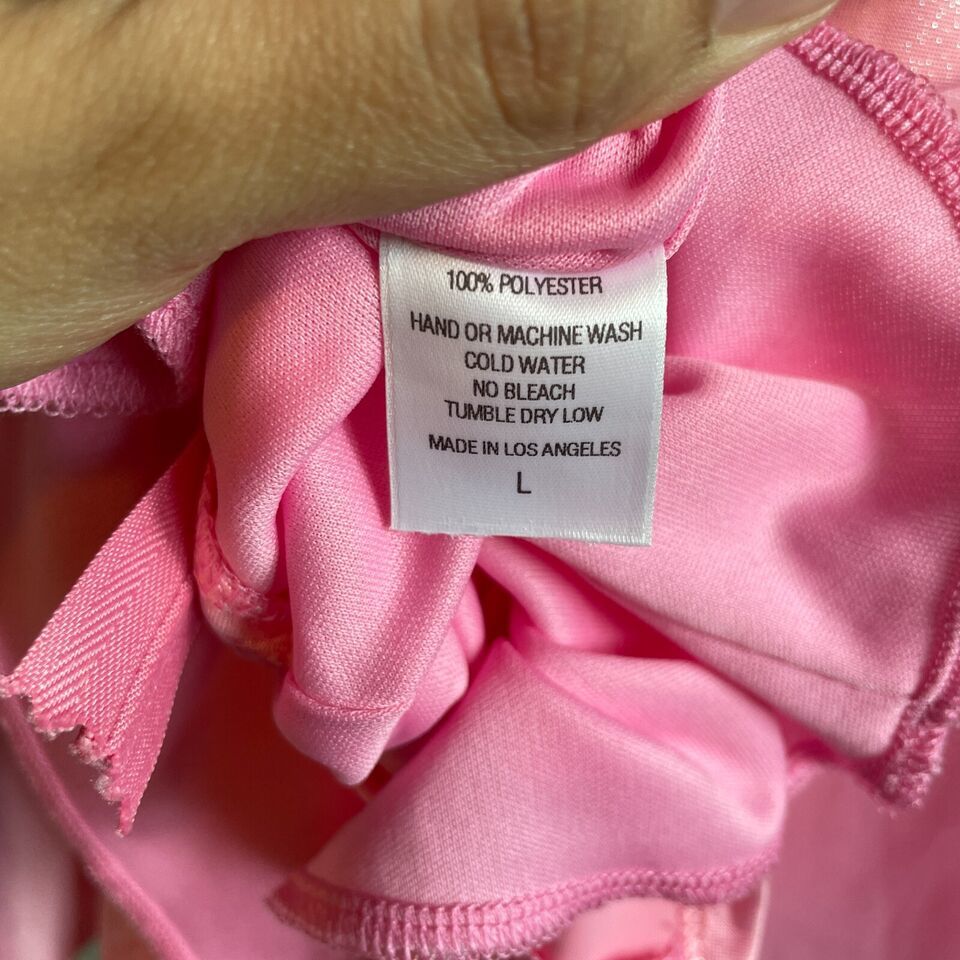 100% POLYESTER
HAND OR MACHINE WASH
COLD WATER
NO BLEACH
TUMBLE DRY LOW
MADE IN LOS ANGELES
L